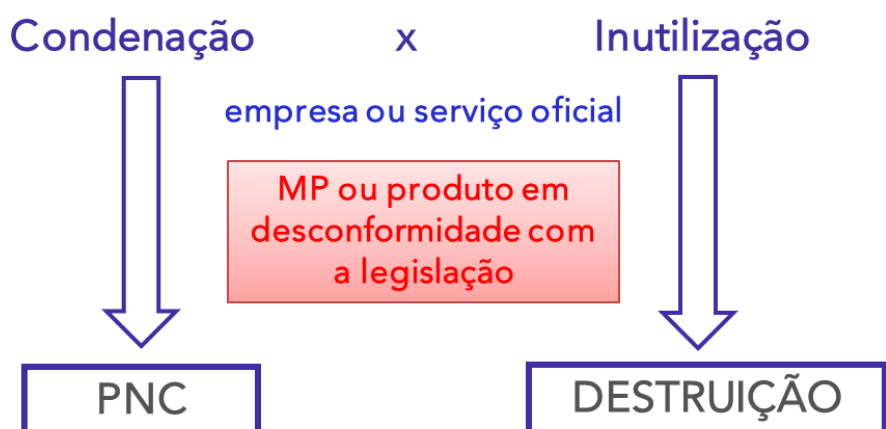 Condenação x Inutilização
empresa ou serviço oficial
MP ou produto em
desconformidade com
a legislação
PNC DESTRUIÇÃO